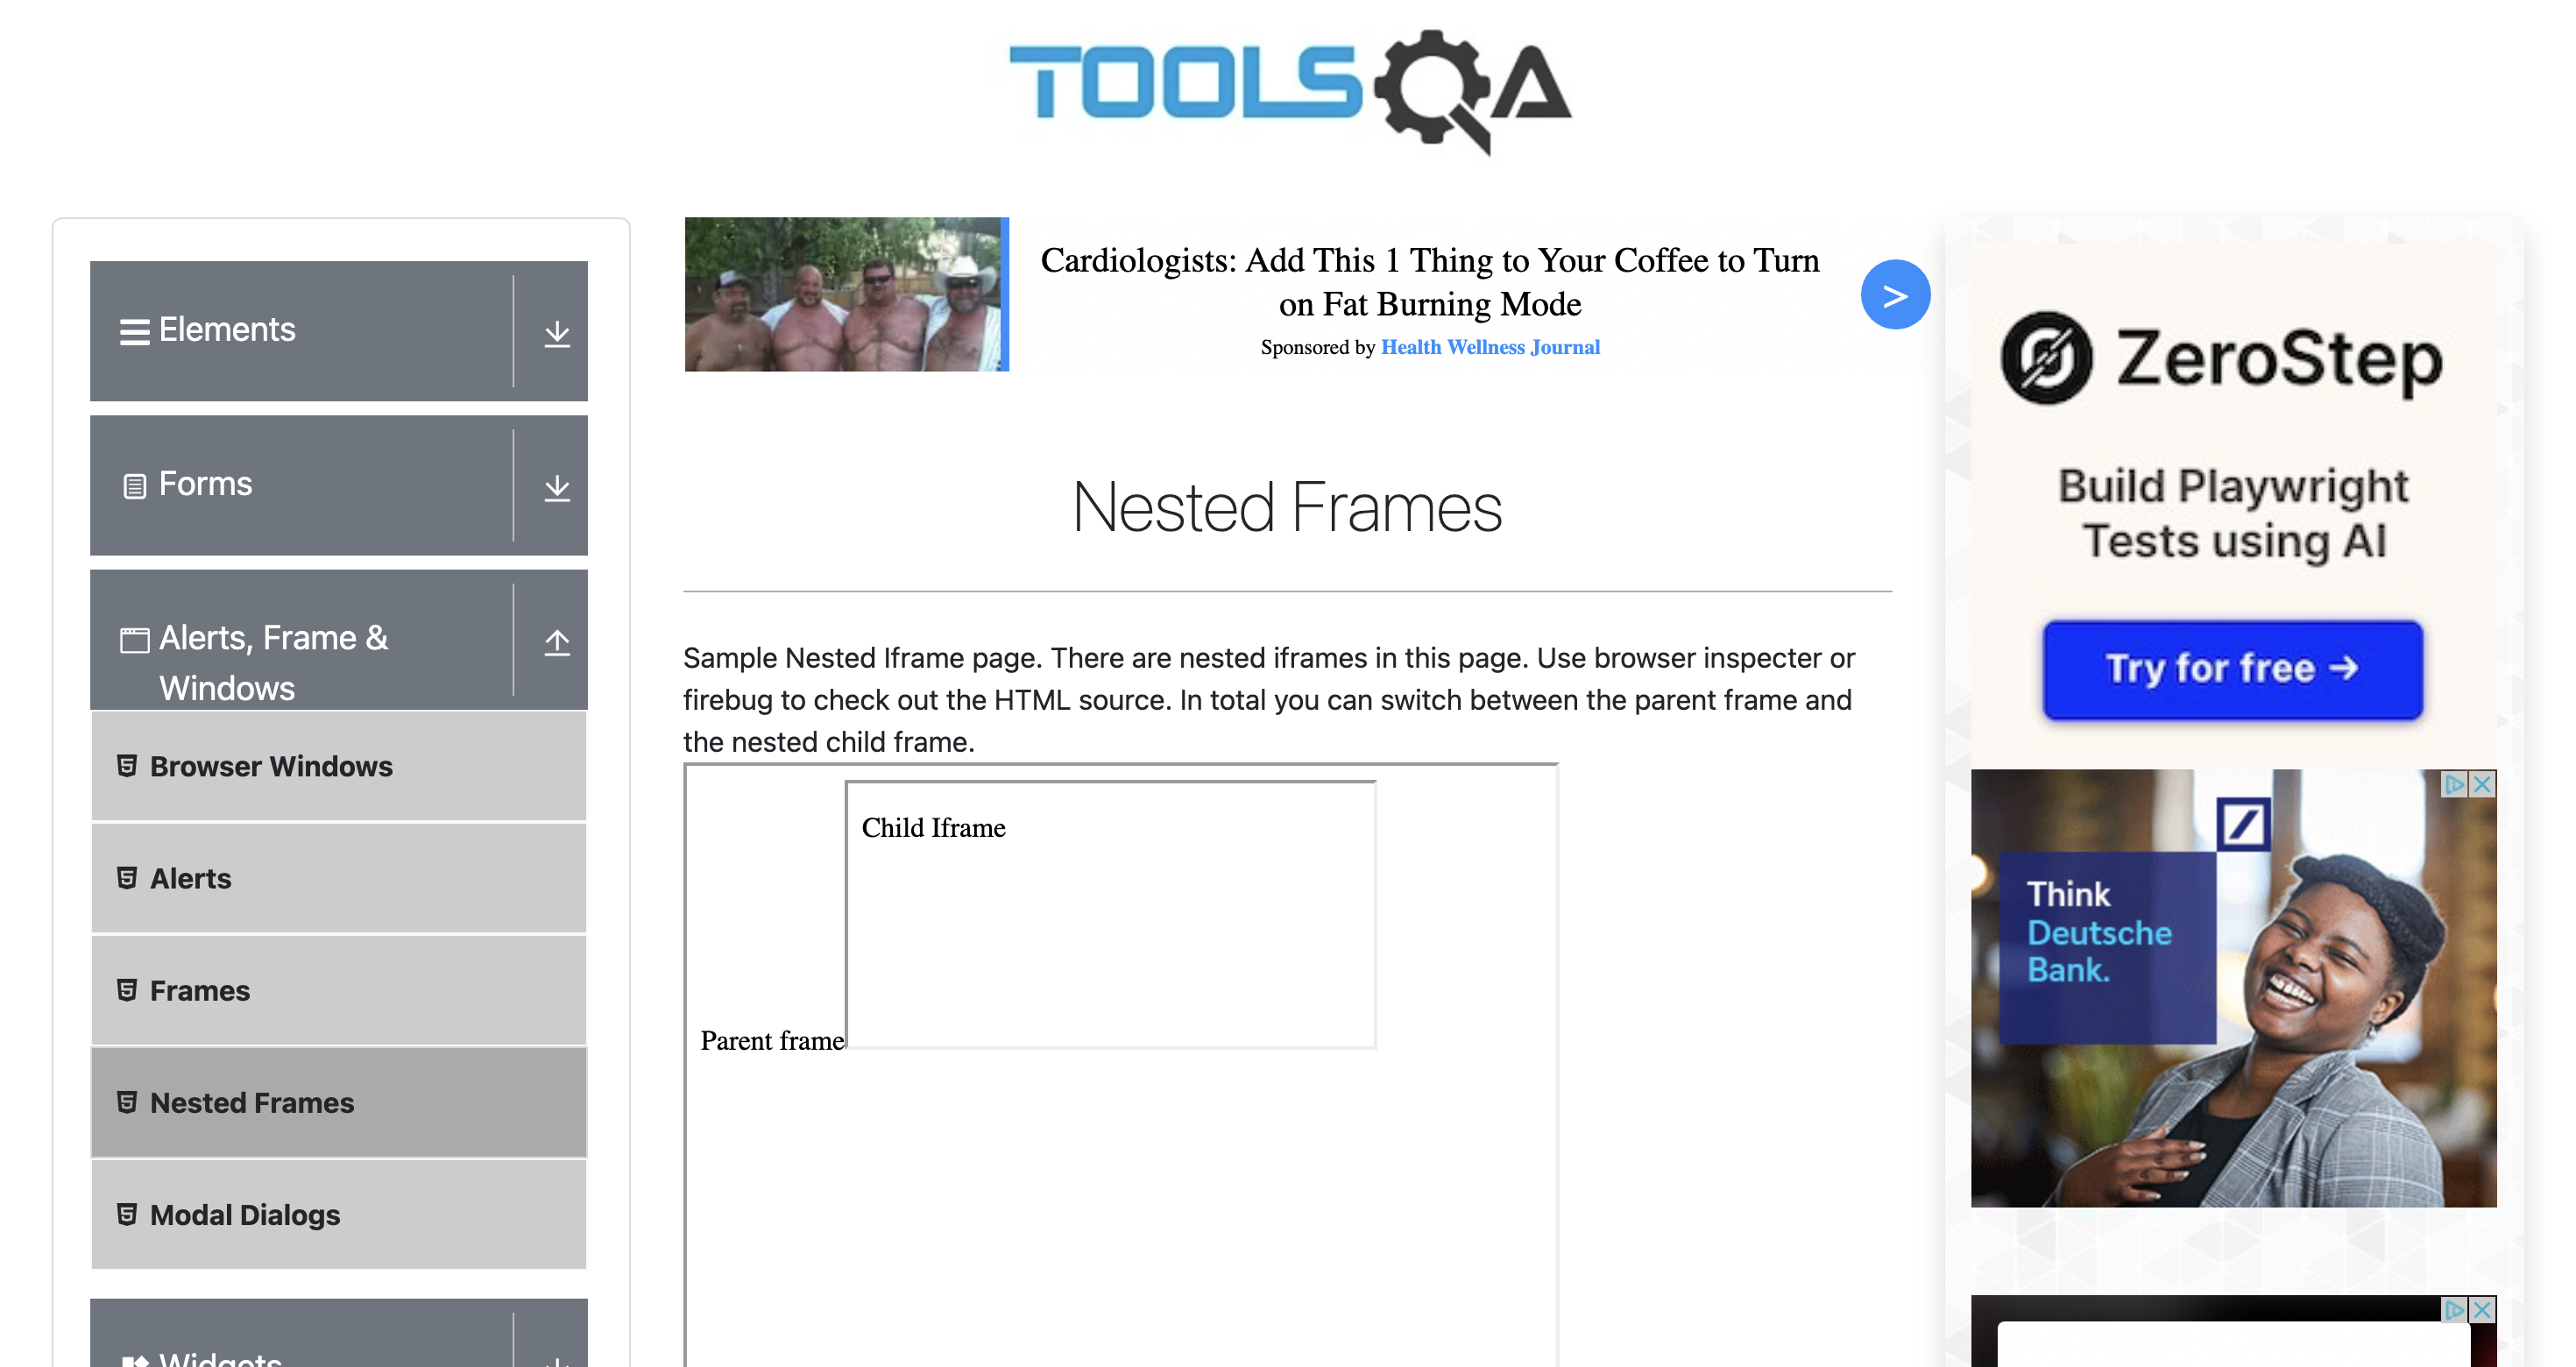 TOOLSQA
Elements
Forms
Alerts, Frame &
Windows
Browser Windows
Alerts
Frames
Nested Frames
Modal Dialogs
Widgets
Cardiologists: Add This 1 Thing to Your Coffee to Turn
on Fat Burning Mode
Sponsored by Health Wellness Journal
>
Nested Frames
Sample Nested Iframe page. There are nested iframes in this page. Use browser inspecter or
firebug to check out the HTML source. In total you can switch between the parent frame and
the nested child frame.
Child Iframe
Parent frame
ZeroStep
Build Playwright
Tests using AI
Try for free →
Think
Deutsche
Bank.